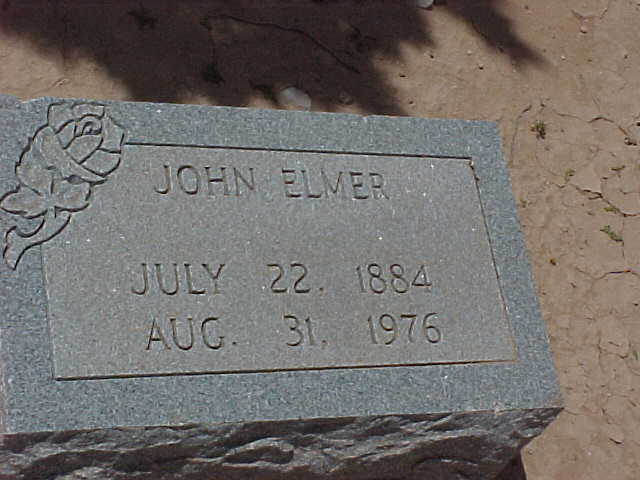 JOHN ELMER
JULY 22, 1884
AUG. 31, 1976